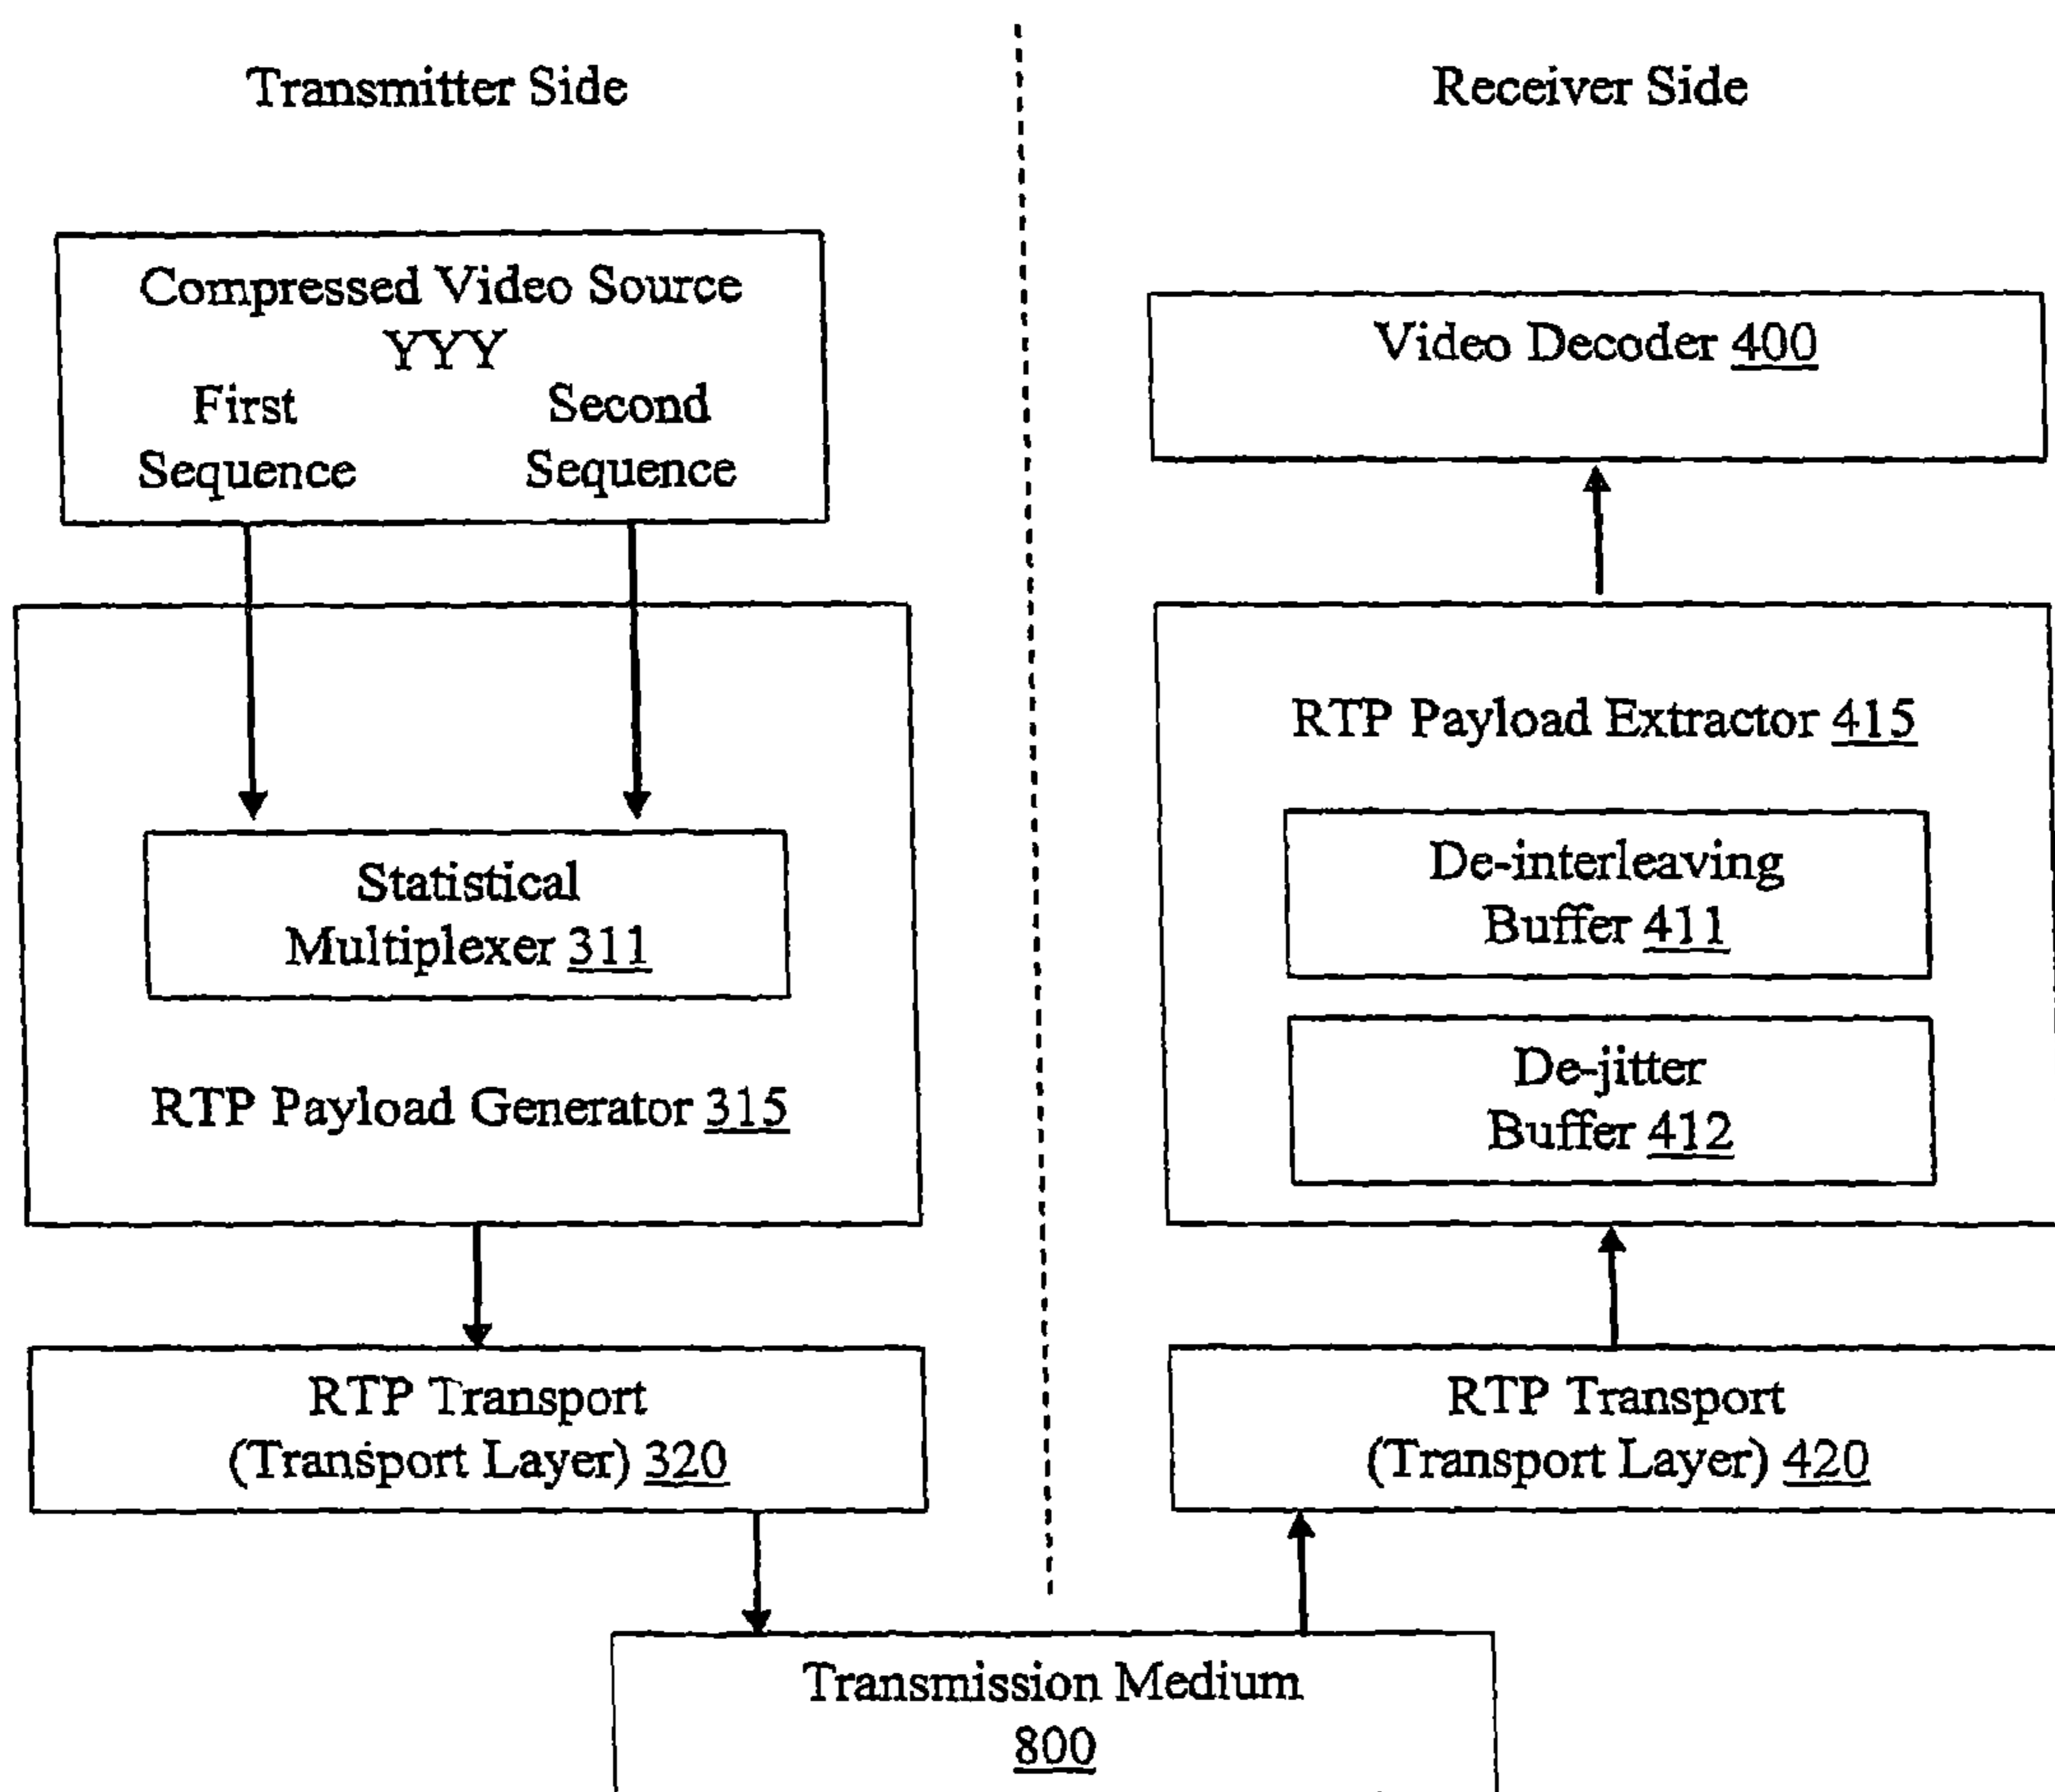 Transmitter Side
Receiver Side
Compressed Video Source
YYY
First
Sequence
Second
Sequence
Video Decoder 400
Statistical
Multiplexer 311
RTP Payload Generator 315
RTP Payload Extractor 415
De-interleaving
Buffer 411
De-jitter
Buffer 412
RTP Transport
(Transport Layer) 320
RTP Transport
(Transport Layer) 420
Transmission Medium
800